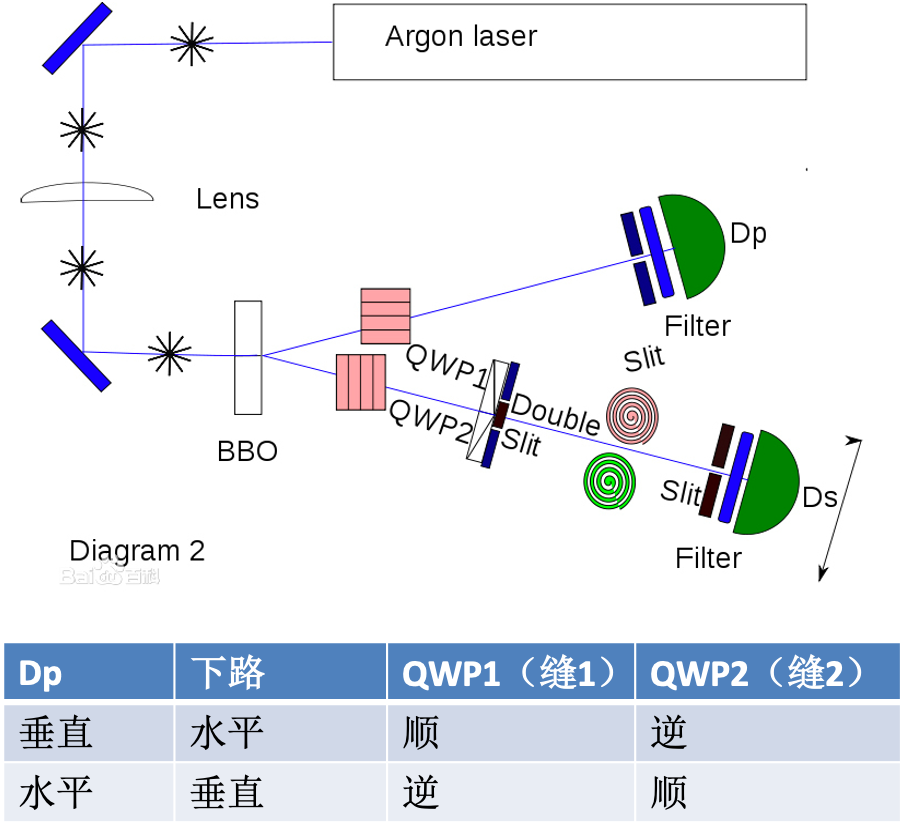 Argon laser
Lens
Dp
Filter
Slit
QWP1
QWP2
Double
Slit
BBO
Slit
Ds
Filter
Diagram 2
Baidu百科
Dp 下路 QWP1（缝1） QWP2（缝2）
垂直 水平 顺 逆
水平 垂直 逆 顺